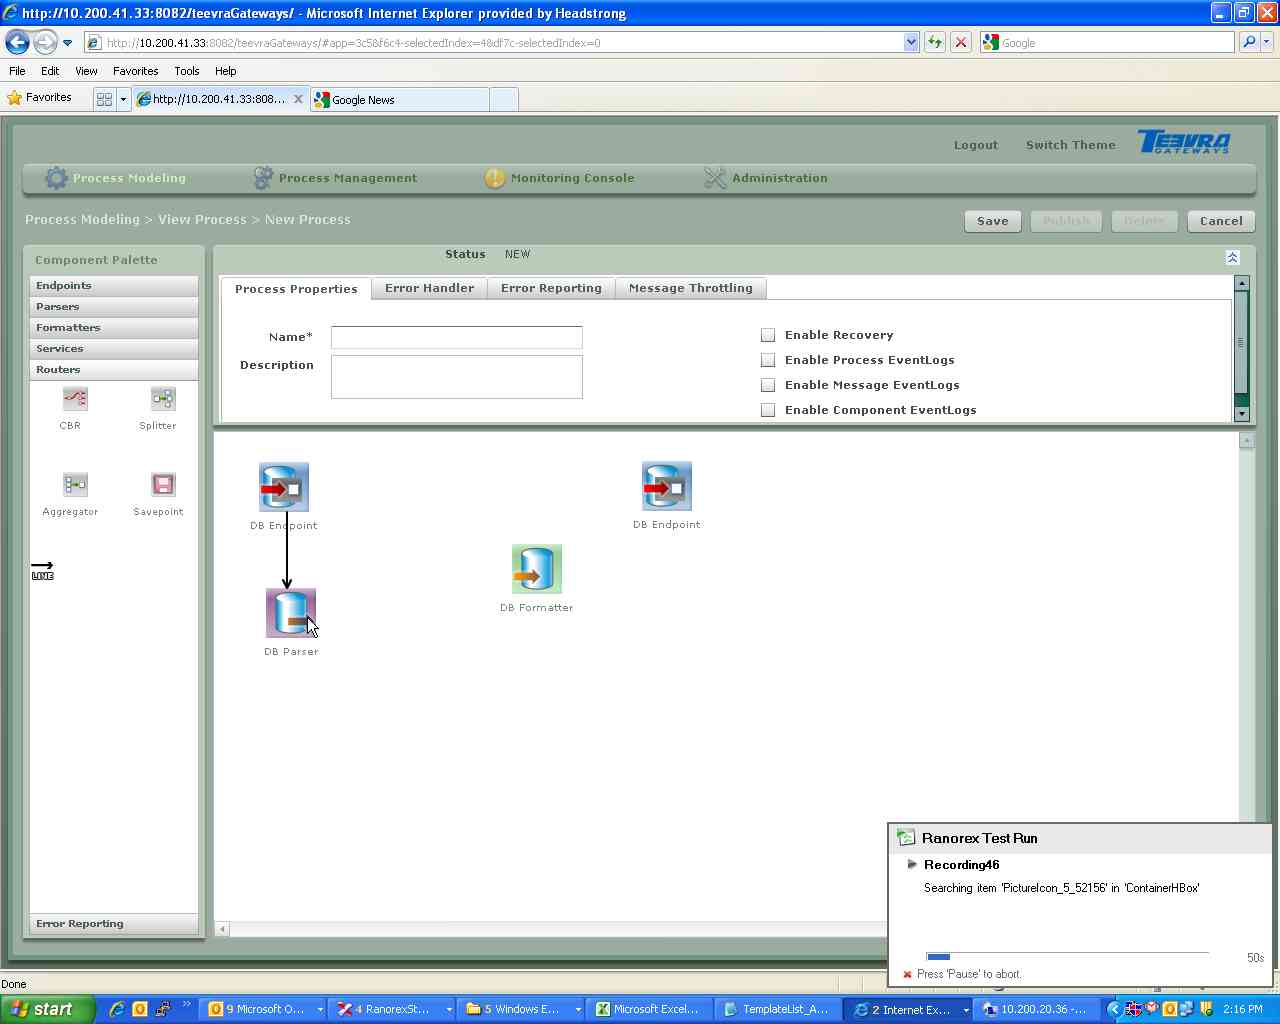 http://10.200.41.33:8082/teevraGateways/ - Microsoft Internet Explorer provided by Headstrong
http://10.200.41.33:8082/teevraGateways/#app=3c58f6c4-selectedIndex=48df7c-selectedIndex=0
Google
File Edit View Favorites Tools Help
Favorites
http://10.200.41.33:808...
Google News
Logout Switch Theme
TEEVRA
GATEWAYS
Process Modeling Process Management Monitoring Console Administration
Process Modeling > View Process > New Process
Save Publish Delete Cancel
Component Palette
Status NEW
Endpoints
Parsers
Formatters
Services
Routers
CBR Splitter
Aggregator Savepoint
LINE
Error Reporting
Process Properties Error Handler Error Reporting Message Throttling
Name*
Description
Enable Recovery
Enable Process EventLogs
Enable Message EventLogs
Enable Component EventLogs
DB Endpoint
DB Endpoint
DB Formatter
DB Parser
Ranorex Test Run
Recording46
Searching item 'PictureIcon_5_52156' in 'ContainerHBox'
50s
Press 'Pause' to abort.
Done
start
9 Microsoft O...
4 RanorexSt...
5 Windows E...
Microsoft Excel...
TemplateList_A...
2 Internet Ex...
10.200.20.36 -...
2:16 PM